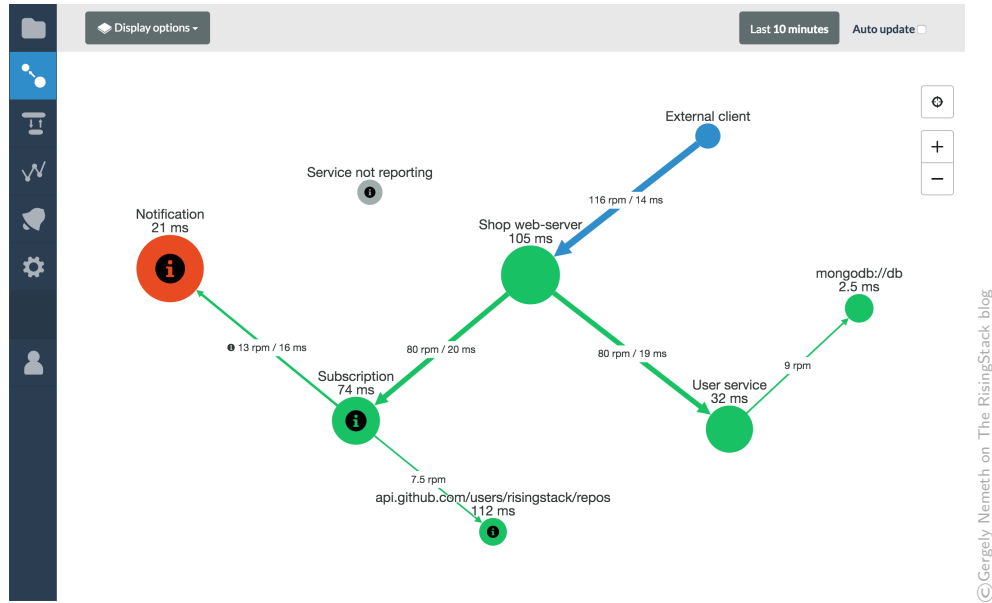 Display options
Last 10 minutes
Auto update
External client
Service not reporting
116 rpm / 14 ms
Notification
21 ms
Shop web-server
105 ms
mongodb://db
2.5 ms
13 rpm / 16 ms
80 rpm / 20 ms
80 rpm / 19 ms
9 rpm
Subscription
74 ms
User service
32 ms
7.5 rpm
api.github.com/users/risingstack/repos
112 ms
©Gergely Nemeth on The RisingStack blog